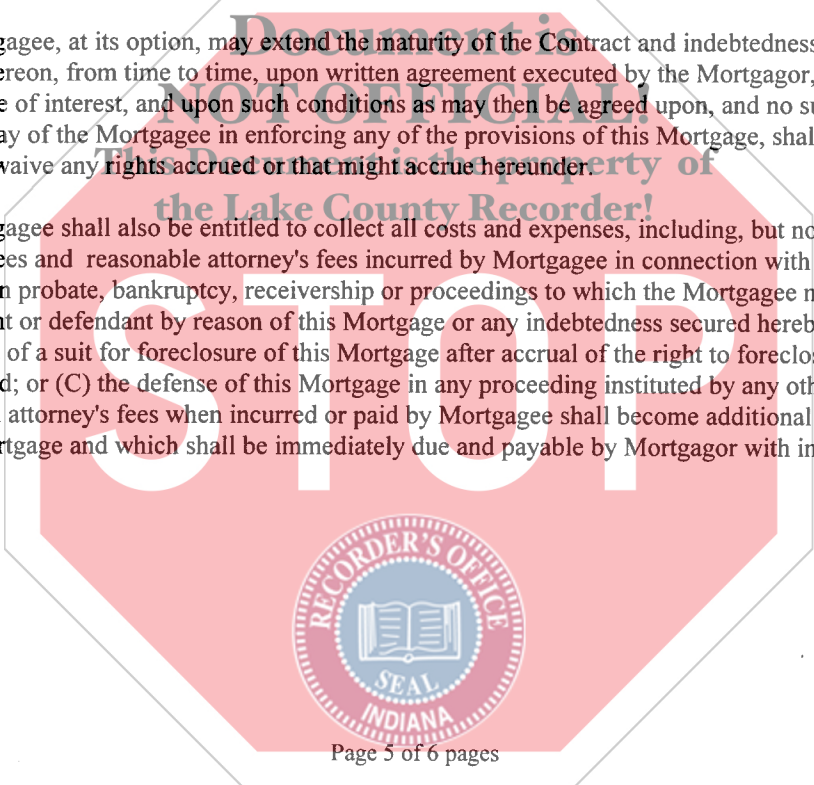 Document is
gagee, at its option, may extend the maturity of the Contract and indebtedness
ereon, from time to time, upon written agreement executed by the Mortgagor,
e of interest, and upon such conditions as may then be agreed upon, and no su
NOT OFFICIAL!
ay of the Mortgagee in enforcing any of the provisions of this Mortgage, shal
waive any rights accrued or that might accrue hereunder.
This Document is the property of
the Lake County Recorder!
gagee shall also be entitled to collect all costs and expenses, including, but no
ees and reasonable attorney's fees incurred by Mortgagee in connection with
n probate, bankruptcy, receivership or proceedings to which the Mortgagee m
nt or defendant by reason of this Mortgage or any indebtedness secured hereb
of a suit for foreclosure of this Mortgage after accrual of the right to foreclos
d; or (C) the defense of this Mortgage in any proceeding instituted by any oth
attorney's fees when incurred or paid by Mortgagee shall become additional
rtgage and which shall be immediately due and payable by Mortgagor with in
STOP
RECORDER'S OFFICE
SEAL
INDIANA
Page 5 of 6 pages